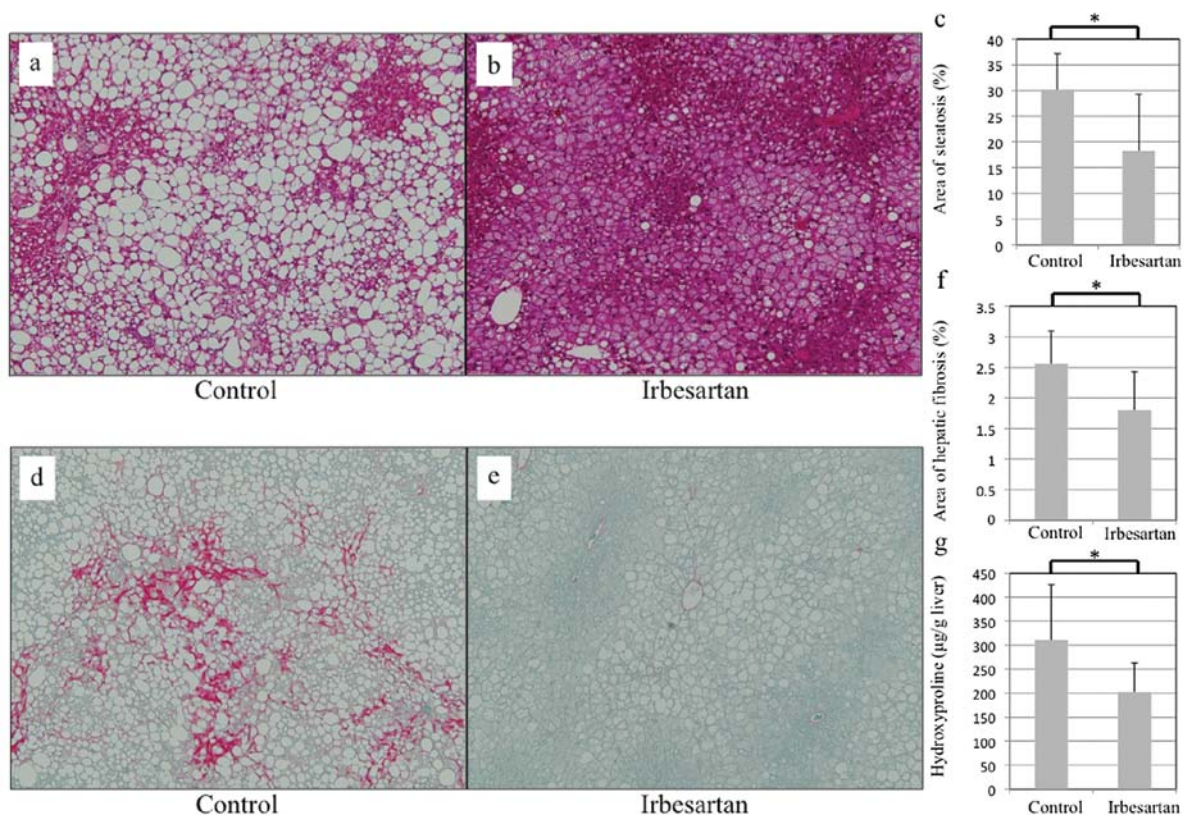 a
b
Control
Irbesartan
c
*
Area of steatosis (%)
40
35
30
25
20
15
10
5
0
Control
Irbesartan
d
e
Control
Irbesartan
f
*
Area of hepatic fibrosis (%)
3.5
3
2.5
2
1.5
1
0.5
0
Control
Irbesartan
g
*
Hydroxyproline (µg/g liver)
450
400
350
300
250
200
150
100
50
0
Control
Irbesartan